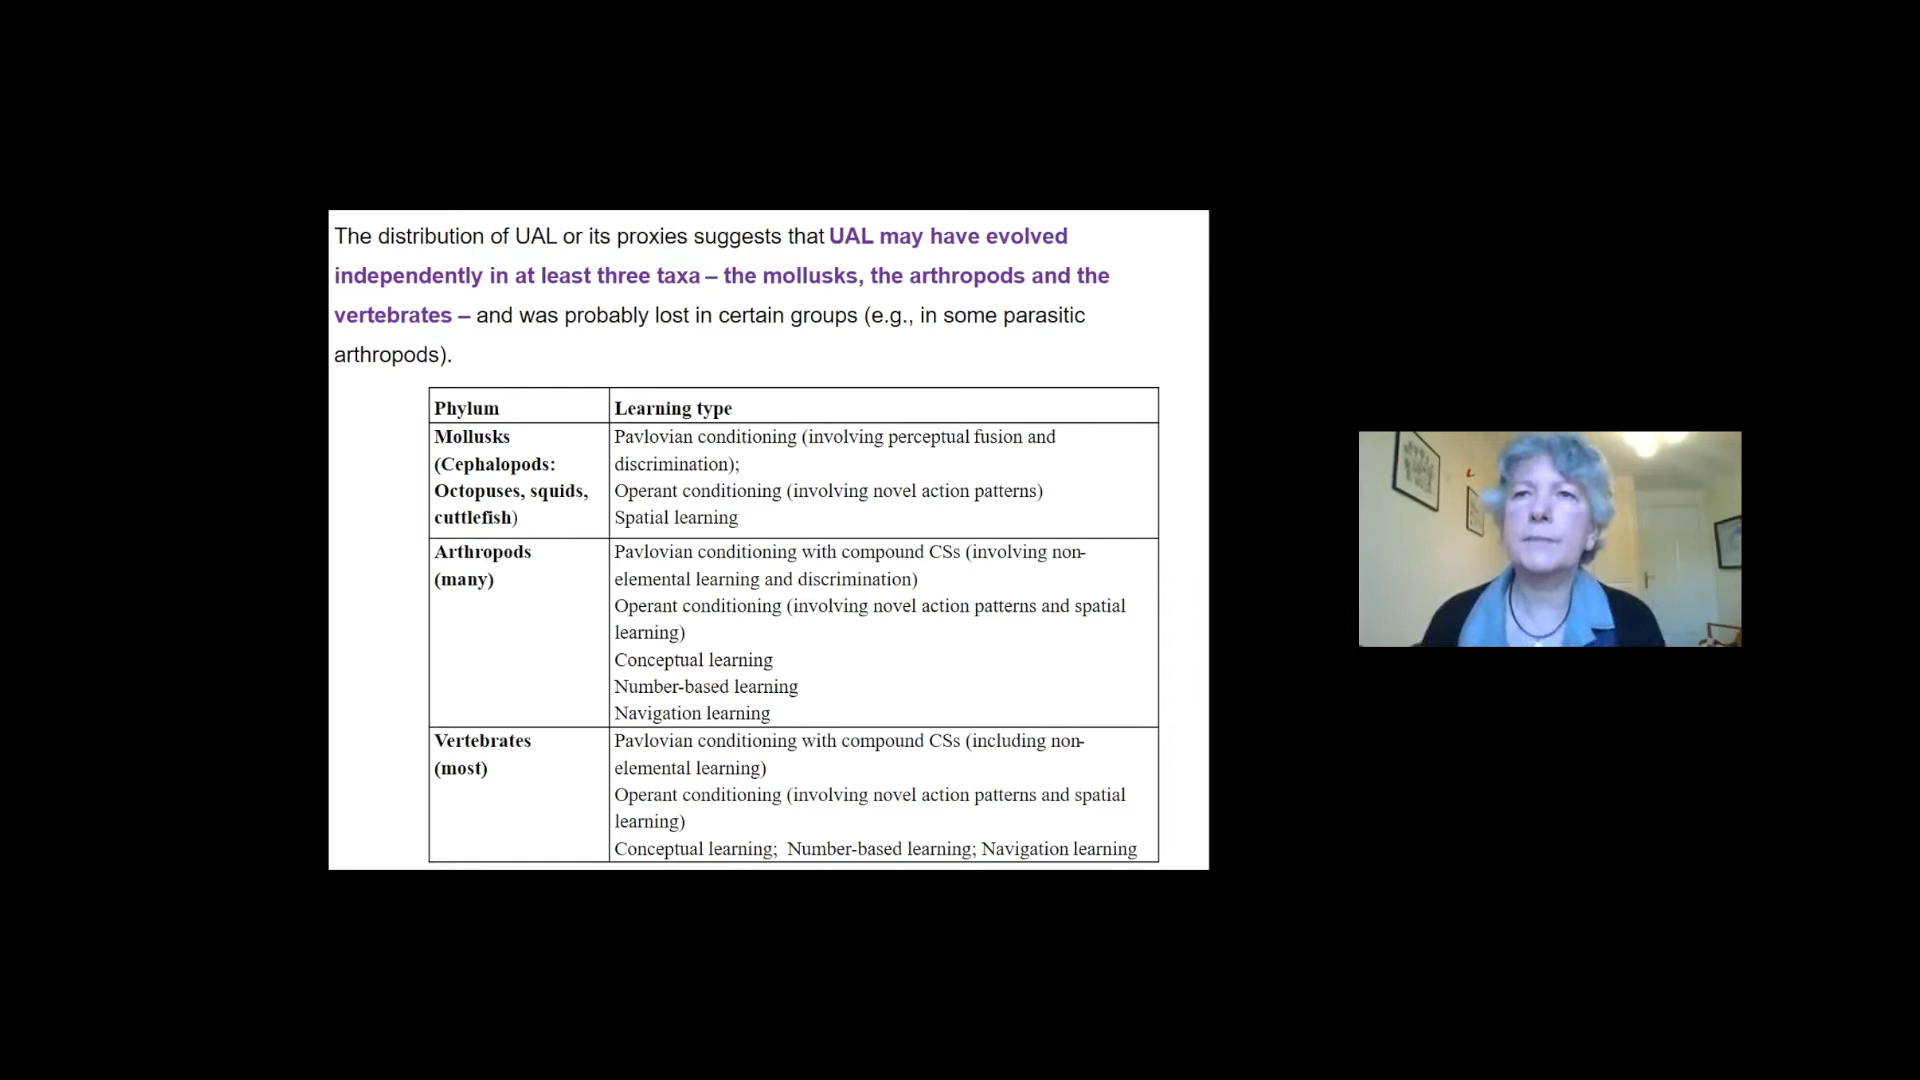 The distribution of UAL or its proxies suggests that UAL may have evolved
independently in at least three taxa – the mollusks, the arthropods and the
vertebrates – and was probably lost in certain groups (e.g., in some parasitic
arthropods).
Phylum
Learning type
Mollusks
(Cephalopods:
Octopuses, squids,
cuttlefish)
Pavlovian conditioning (involving perceptual fusion and
discrimination);
Operant conditioning (involving novel action patterns)
Spatial learning
Arthropods
(many)
Pavlovian conditioning with compound CSs (involving non-
elemental learning and discrimination)
Operant conditioning (involving novel action patterns and spatial
learning)
Conceptual learning
Number-based learning
Navigation learning
Vertebrates
(most)
Pavlovian conditioning with compound CSs (including non-
elemental learning)
Operant conditioning (involving novel action patterns and spatial
learning)
Conceptual learning;  Number-based learning; Navigation learning